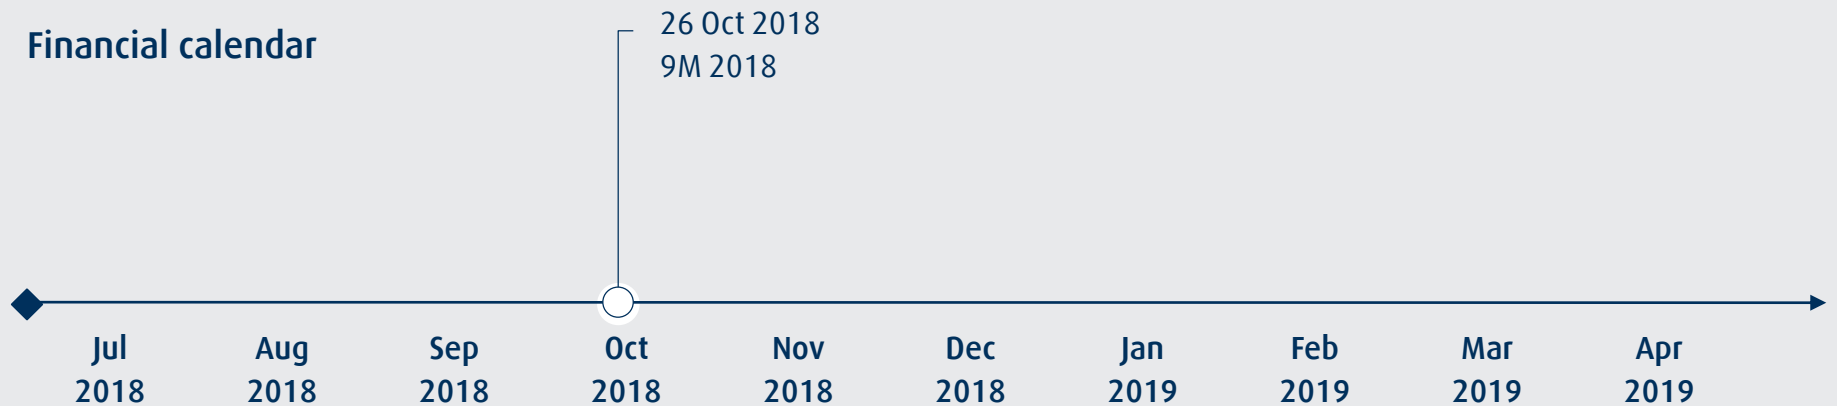 Financial calendar
26 Oct 2018
9M 2018
Jul 2018
Aug 2018
Sep 2018
Oct 2018
Nov 2018
Dec 2018
Jan 2019
Feb 2019
Mar 2019
Apr 2019